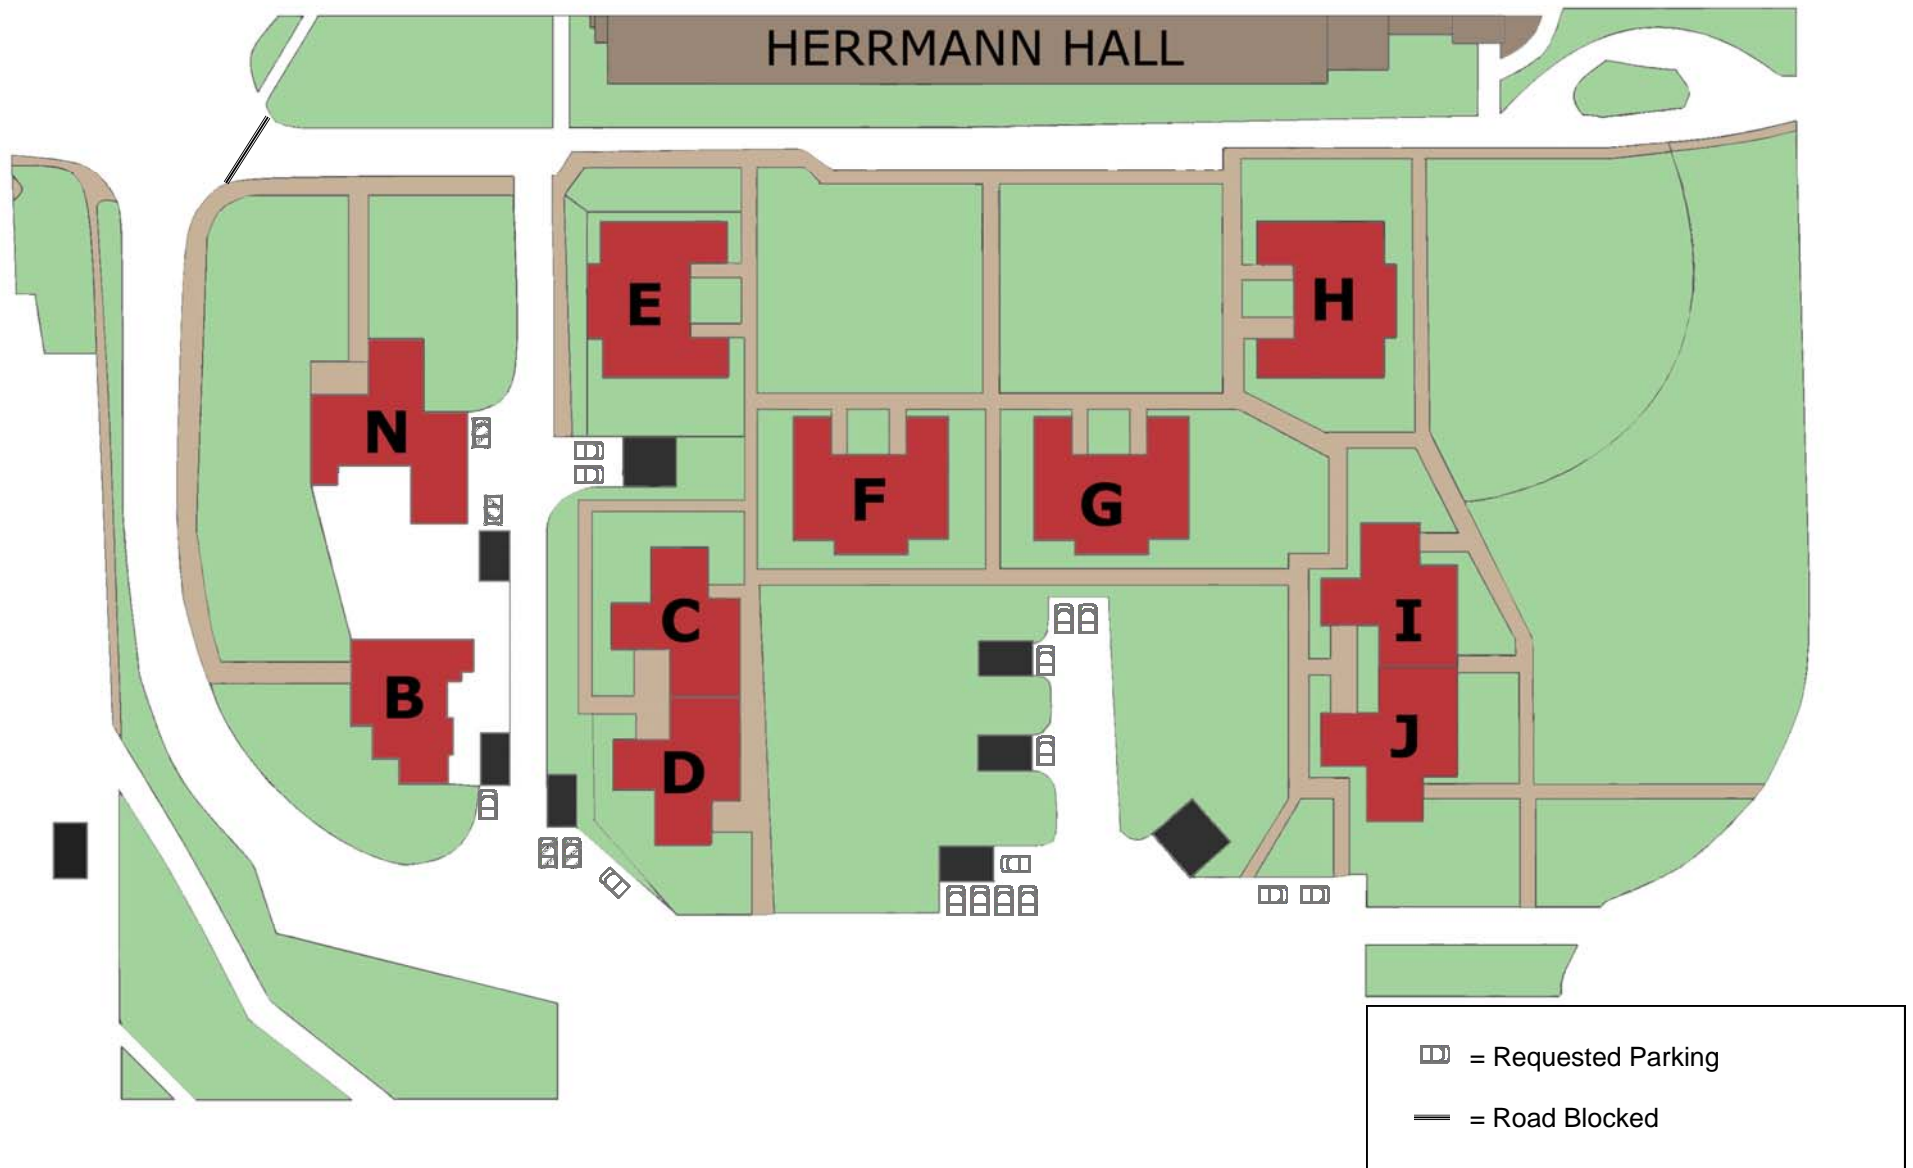 HERRMANN HALL
E
H
N
F
G
C
I
B
J
D
= Requested Parking
= Road Blocked